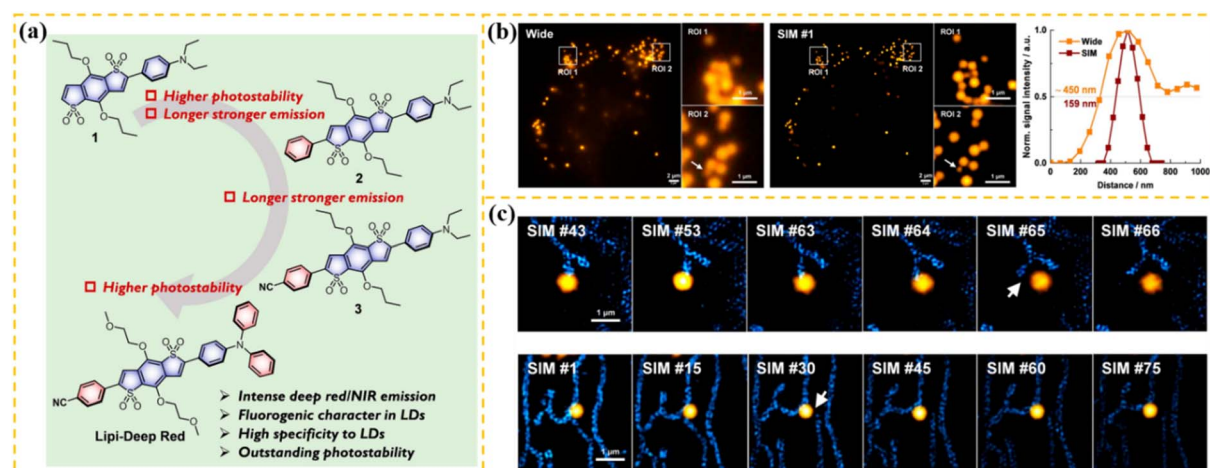 (a)
O
O
O
S
N
S
O
O
O
1
Higher photostability
Longer stronger emission
O
O
O
S
N
S
O
O
O
2
Longer stronger emission
O
O
O
S
N
NC
S
O
O
O
3
Higher photostability
O
O
O
O
S
N
NC
S
O
O
O
O
Lipi-Deep Red
Intense deep red/NIR emission
Fluorogenic character in LDs
High specificity to LDs
Outstanding photostability
(b)
Wide
ROI 1
ROI 2
2 μm
ROI 1
1 μm
ROI 2
1 μm
SIM #1
ROI 1
ROI 2
2 μm
ROI 1
1 μm
ROI 2
1 μm
Norm. signal intensity / a.u.
1.0
0.5
0.0
Wide
SIM
~ 450 nm
159 nm
0 200 400 600 800 1000
Distance / nm
(c)
SIM #43
SIM #53
SIM #63
SIM #64
SIM #65
SIM #66
1 μm
SIM #1
SIM #15
SIM #30
SIM #45
SIM #60
SIM #75
1 μm